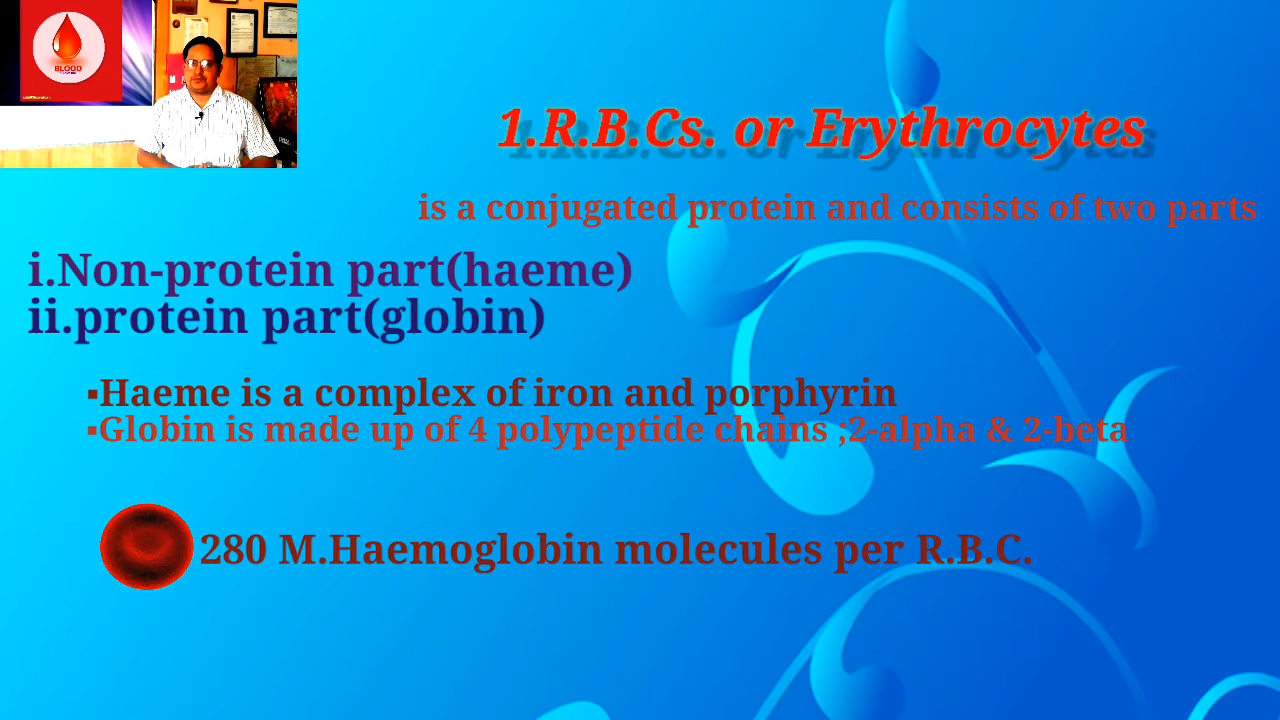 BLOOD
1.R.B.Cs. or Erythrocytes
is a conjugated protein and consists of two parts
i.Non-protein part(haeme)
ii.protein part(globin)
▪Haeme is a complex of iron and porphyrin
▪Globin is made up of 4 polypeptide chains ;2-alpha & 2-beta
280 M.Haemoglobin molecules per R.B.C.